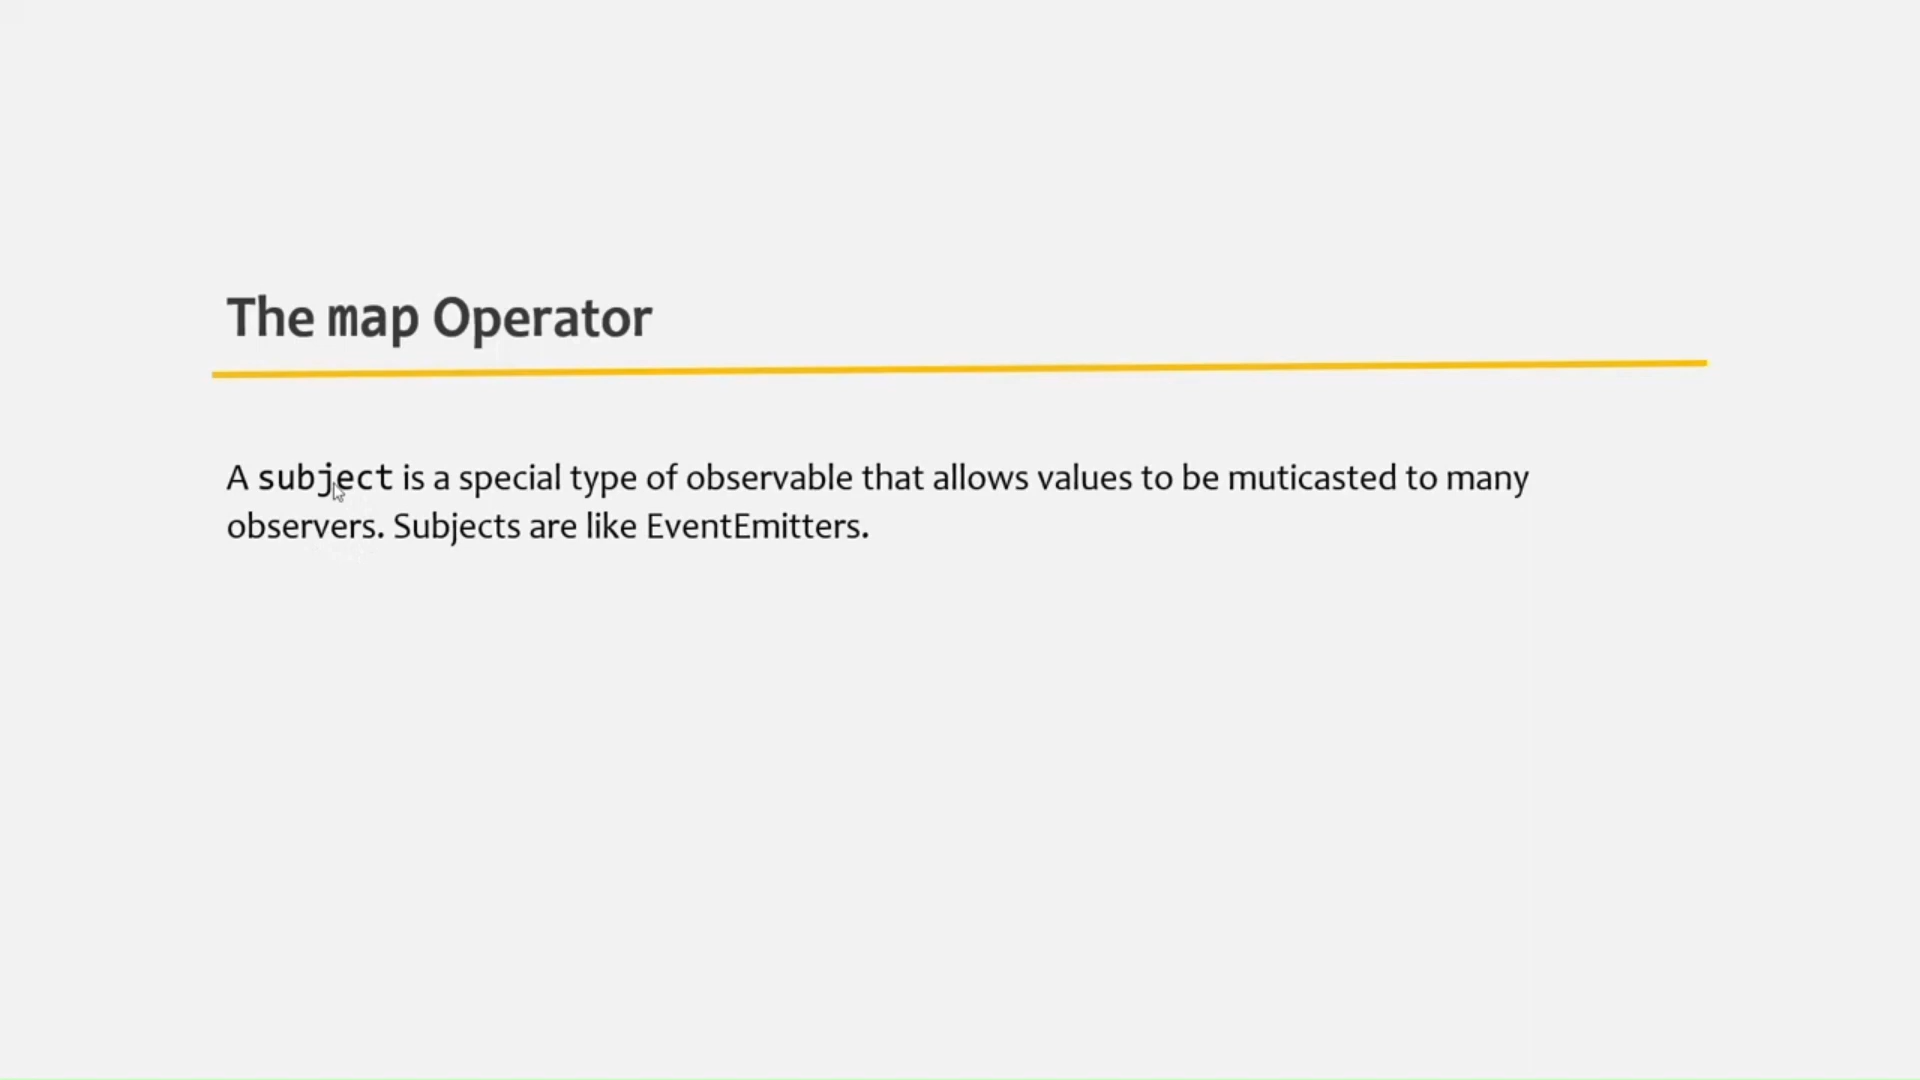 The map Operator
A subject is a special type of observable that allows values to be muticasted to many
observers. Subjects are like EventEmitters.